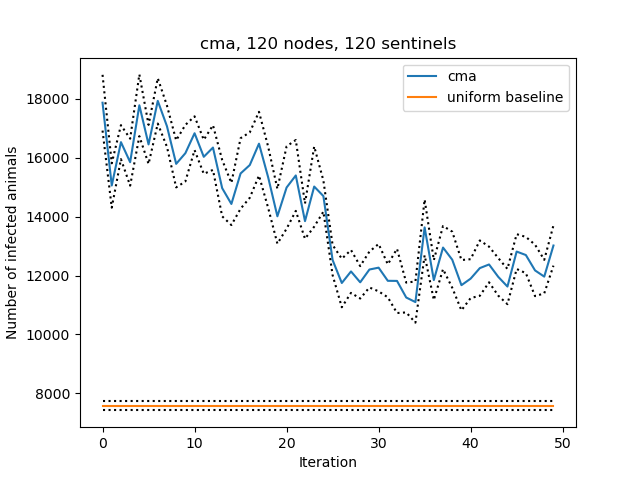 cma, 120 nodes, 120 sentinels
cma
uniform baseline
Number of infected animals
18000
16000
14000
12000
10000
8000
0 10 20 30 40 50
Iteration